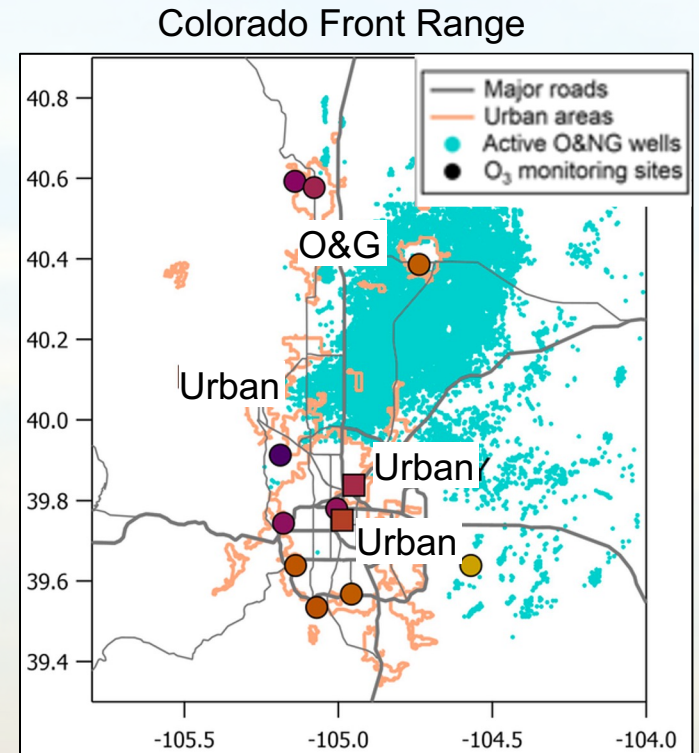 Colorado Front Range
Major roads
Urban areas
Active O&NG wells
O3 monitoring sites
40.8
40.6
O&G
40.4
40.2
Urban
40.0
Urban
39.8
Urban
39.6
39.4
-105.5
-105.0
-104.5
-104.0